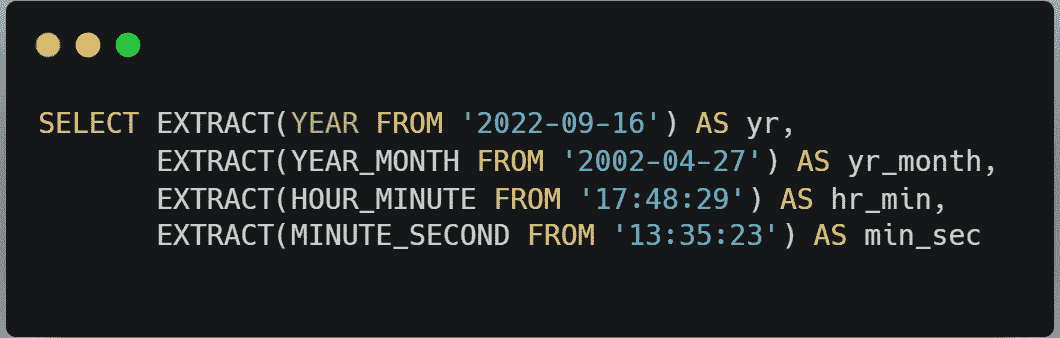 SELECT EXTRACT(YEAR FROM '2022-09-16') AS yr,
EXTRACT(YEAR_MONTH FROM '2002-04-27') AS yr_month,
EXTRACT(HOUR_MINUTE FROM '17:48:29') AS hr_min,
EXTRACT(MINUTE_SECOND FROM '13:35:23') AS min_sec